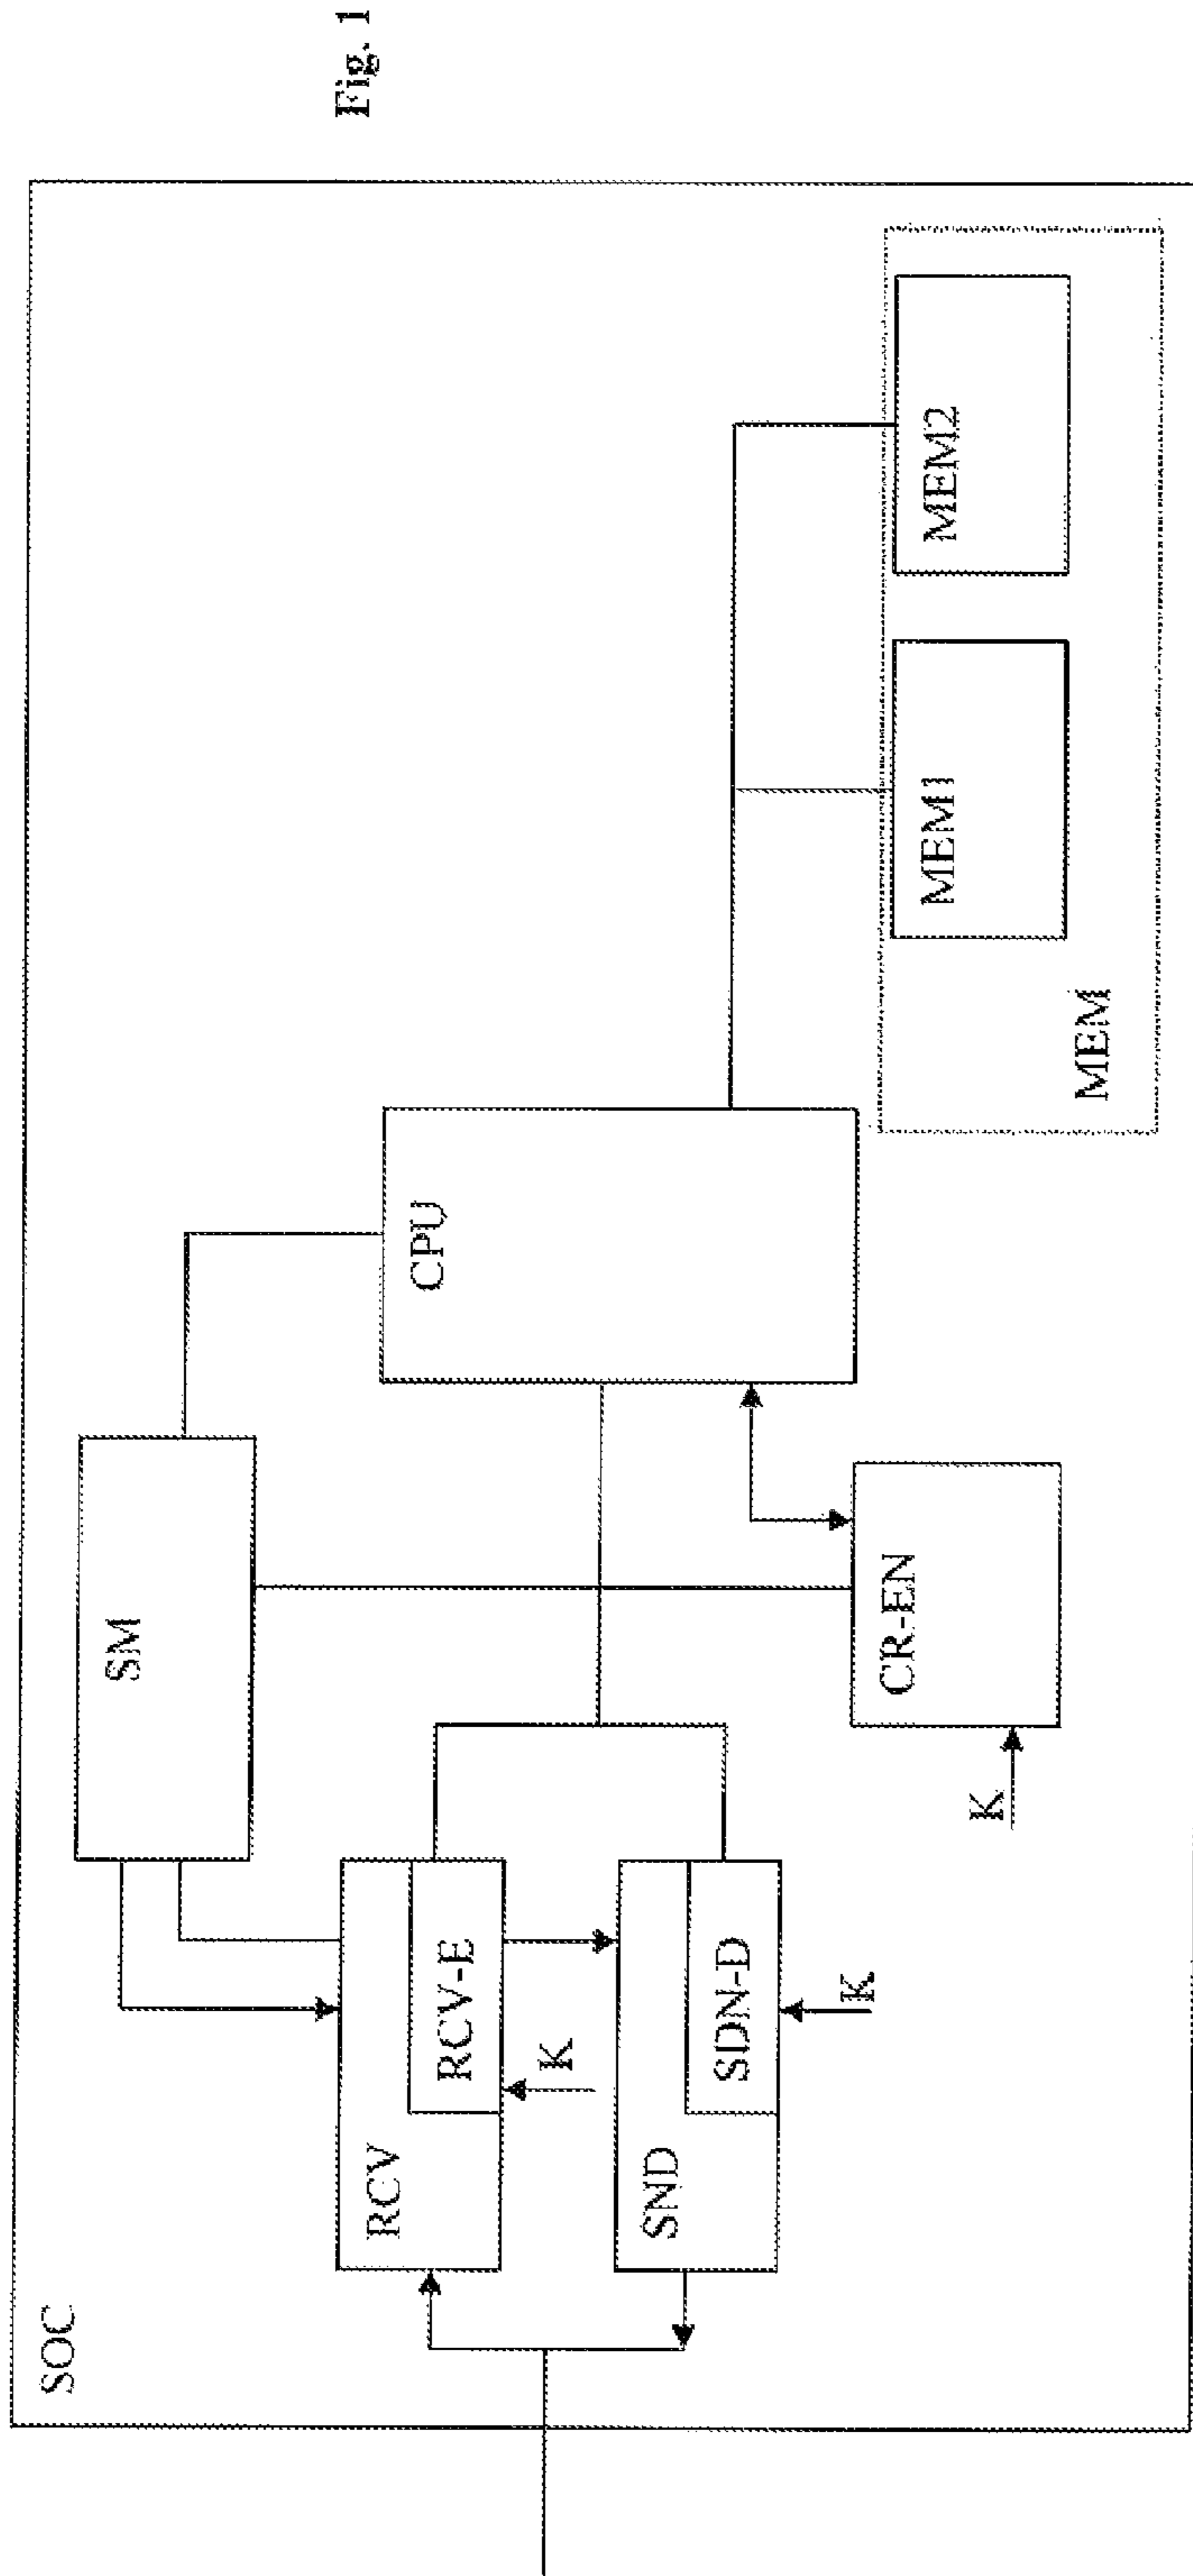 Fig. 1
SOC
SM
RCV
RCV-E
K
SND
SDN-D
K
CPU
CR-EN
K
MEM
MEM1
MEM2